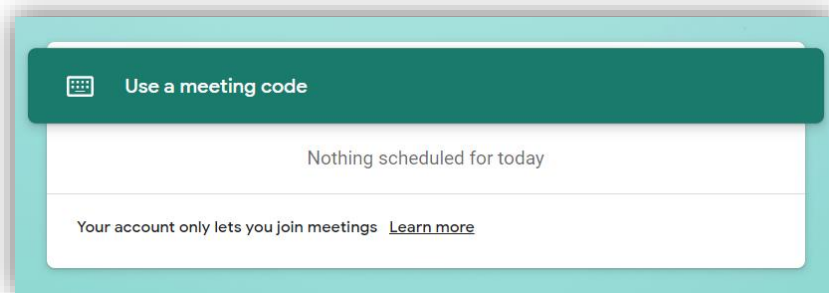 Use a meeting code
Nothing scheduled for today
Your account only lets you join meetings Learn more